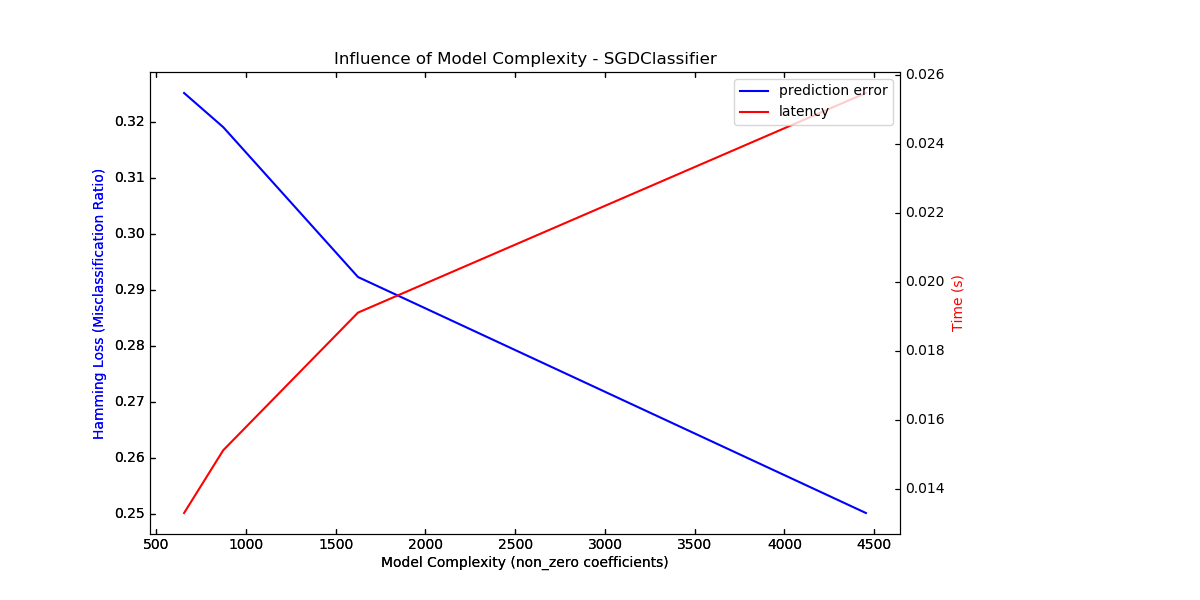 Influence of Model Complexity - SGDClassifier
prediction error
latency
Hamming Loss (Misclassification Ratio)
0.32
0.31
0.30
0.29
0.28
0.27
0.26
0.25
0.026
0.024
0.022
0.020
0.018
0.016
0.014
Time (s)
500 1000 1500 2000 2500 3000 3500 4000 4500
Model Complexity (non_zero coefficients)